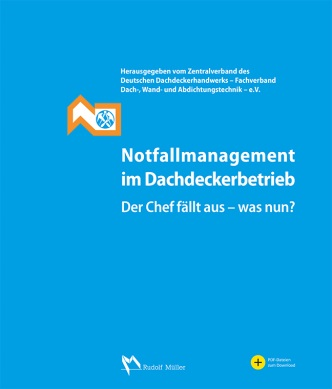 Herausgegeben vom Zentralverband des
Deutschen Dachdeckerhandwerks – Fachverband
Dach-, Wand- und Abdichtungstechnik – e.V.
Notfallmanagement
im Dachdeckerbetrieb
Der Chef fällt aus – was nun?
Rudolf Müller
+
PDF-Dateien
zum Download